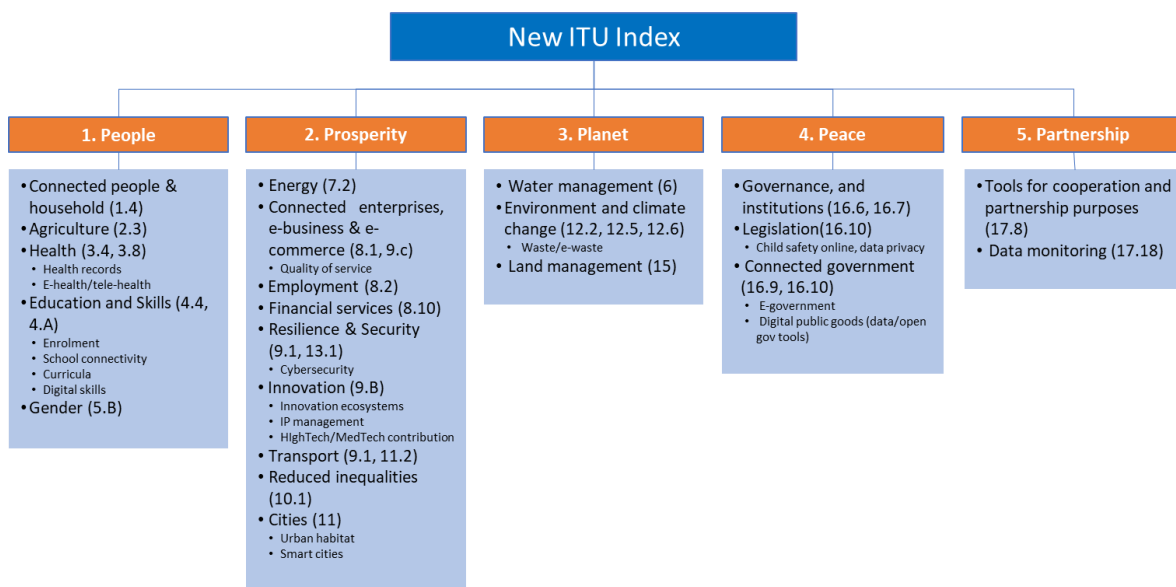 New ITU Index
1. People
• Connected people &
household (1.4)
• Agriculture (2.3)
• Health (3.4, 3.8)
• Health records
• E-health/tele-health
• Education and Skills (4.4,
4.A)
• Enrolment
• School connectivity
• Curricula
• Digital skills
• Gender (5.B)
2. Prosperity
• Energy (7.2)
• Connected enterprises,
e-business & e-
commerce (8.1, 9.c)
• Quality of service
• Employment (8.2)
• Financial services (8.10)
• Resilience & Security
(9.1, 13.1)
• Cybersecurity
• Innovation (9.B)
• Innovation ecosystems
• IP management
• HIghTech/MedTech contribution
• Transport (9.1, 11.2)
• Reduced inequalities
(10.1)
• Cities (11)
• Urban habitat
• Smart cities
3. Planet
• Water management (6)
• Environment and climate
change (12.2, 12.5, 12.6)
• Waste/e-waste
• Land management (15)
4. Peace
• Governance, and
institutions (16.6, 16.7)
• Legislation(16.10)
• Child safety online, data privacy
• Connected government
(16.9, 16.10)
• E-government
• Digital public goods (data/open
gov tools)
5. Partnership
• Tools for cooperation and
partnership purposes
(17.8)
• Data monitoring (17.18)